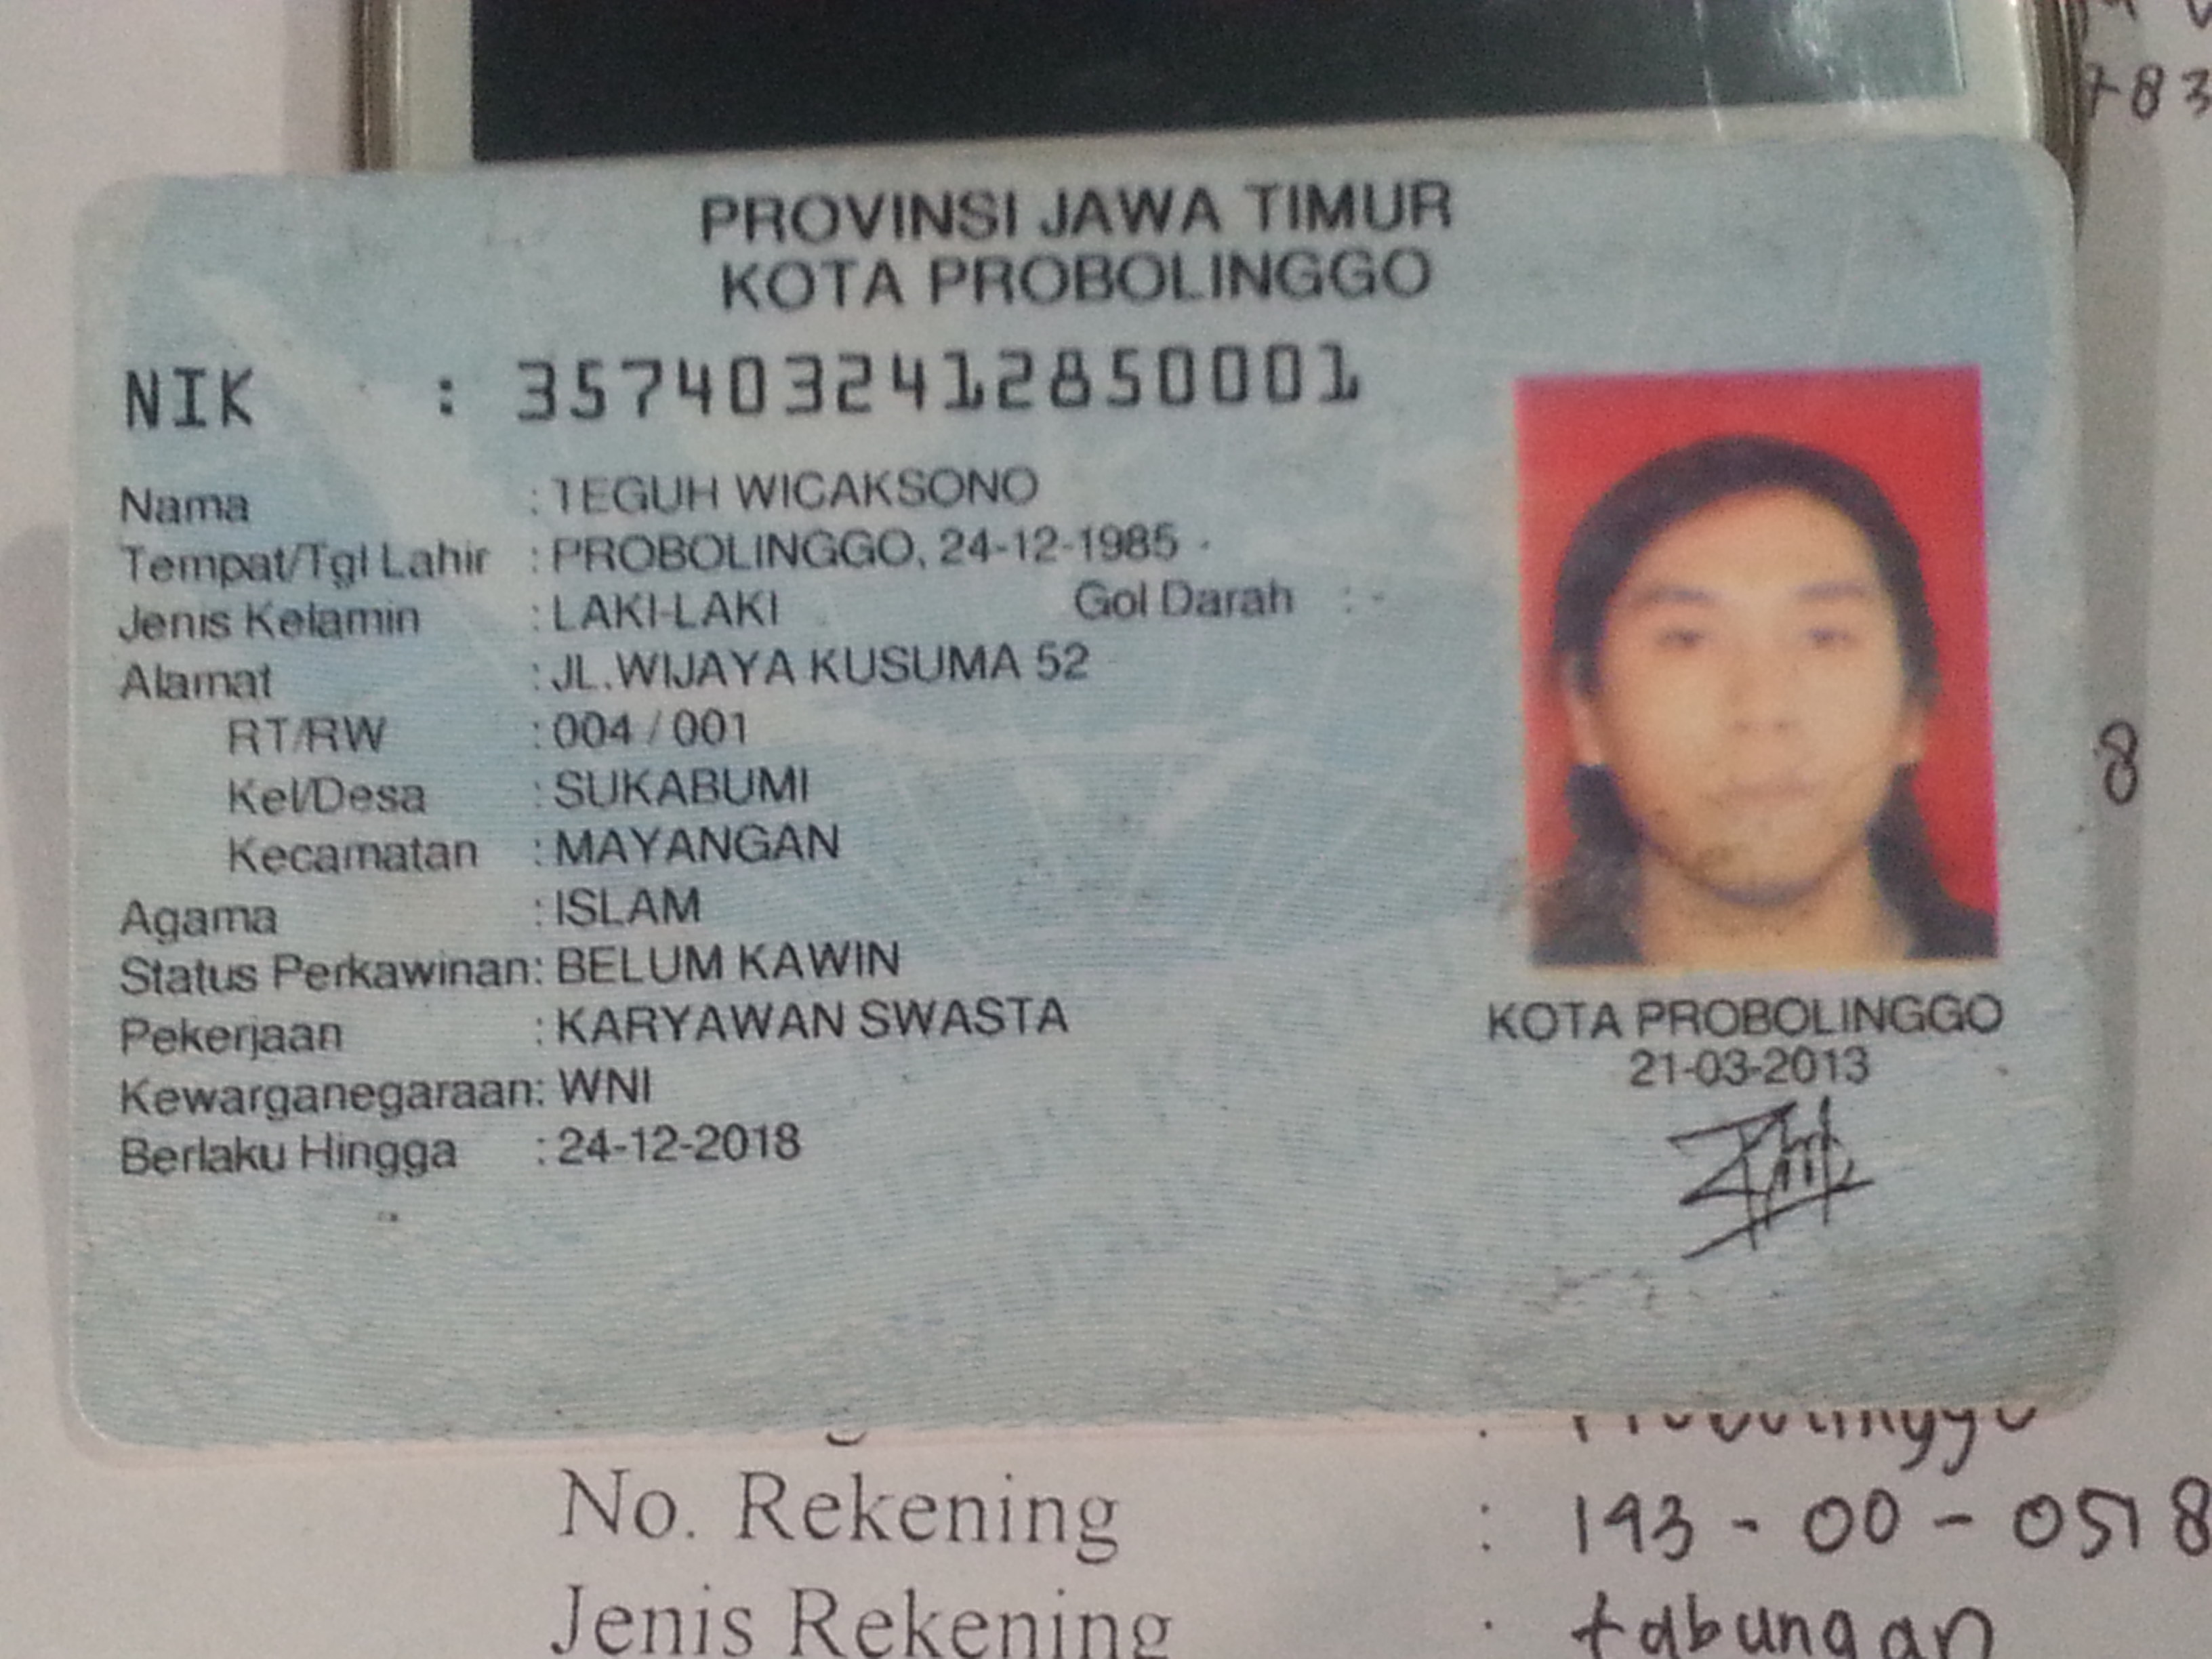 783
PROVINSI JAWA TIMUR
KOTA PROBOLINGGO
NIK : 3574032412850001
Nama : TEGUH WICAKSONO
Tempat/Tgl Lahir : PROBOLINGGO, 24-12-1985
Jenis Kelamin : LAKI-LAKI Gol Darah : -
Alamat : JL.WIJAYA KUSUMA 52
RT/RW : 004 / 001
Kel/Desa : SUKABUMI
8
Kecamatan : MAYANGAN
Agama : ISLAM
Status Perkawinan : BELUM KAWIN
Pekerjaan : KARYAWAN SWASTA
Kewarganegaraan : WNI
Berlaku Hingga : 24-12-2018
KOTA PROBOLINGGO
21-03-2013
: Probolinggo
No. Rekening : 193 - 00 - 0518
Jenis Rekening : tabungan